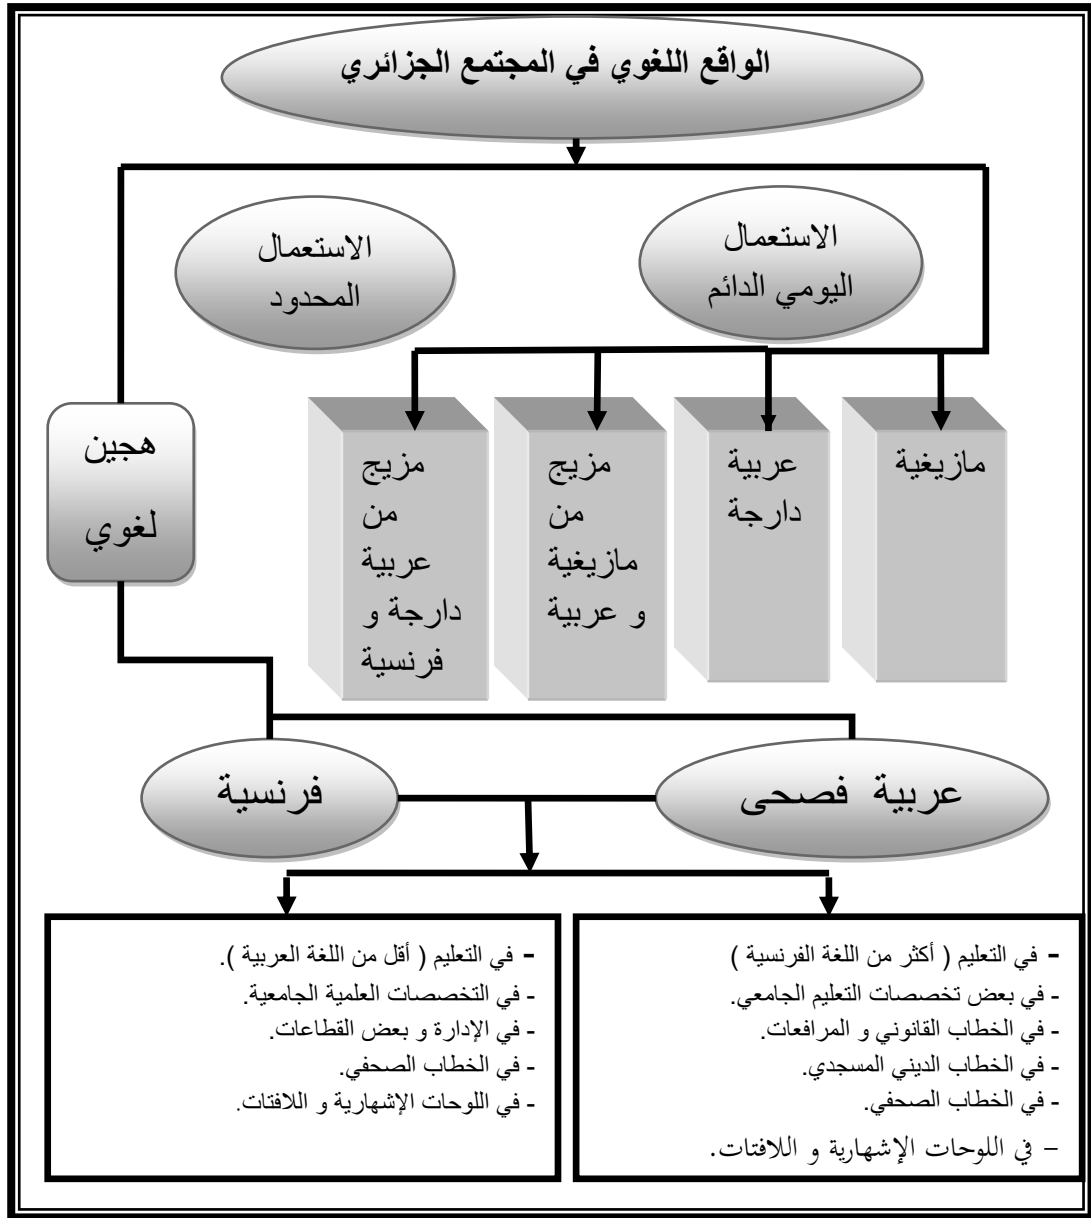 الواقع اللغوي في المجتمع الجزائري
الاستعمال
اليومي الدائم
الاستعمال
المحدود
مازيغية
عربية
دارجة
مزيج
من
مازيغية
و عربية
مزيج
من
عربية
دارجة و
فرنسية
هجين
لغوي
عربية فصحى
فرنسية
- في التعليم ( أكثر من اللغة الفرنسية )
- في بعض تخصصات التعليم الجامعي.
- في الخطاب القانوني و المرافعات.
- في الخطاب الديني المسجدي.
- في الخطاب الصحفي.
- في اللوحات الإشهارية و اللافتات.
- في التعليم ( أقل من اللغة العربية ).
- في التخصصات العلمية الجامعية.
- في الإدارة و بعض القطاعات.
- في الخطاب الصحفي.
- في اللوحات الإشهارية و اللافتات.